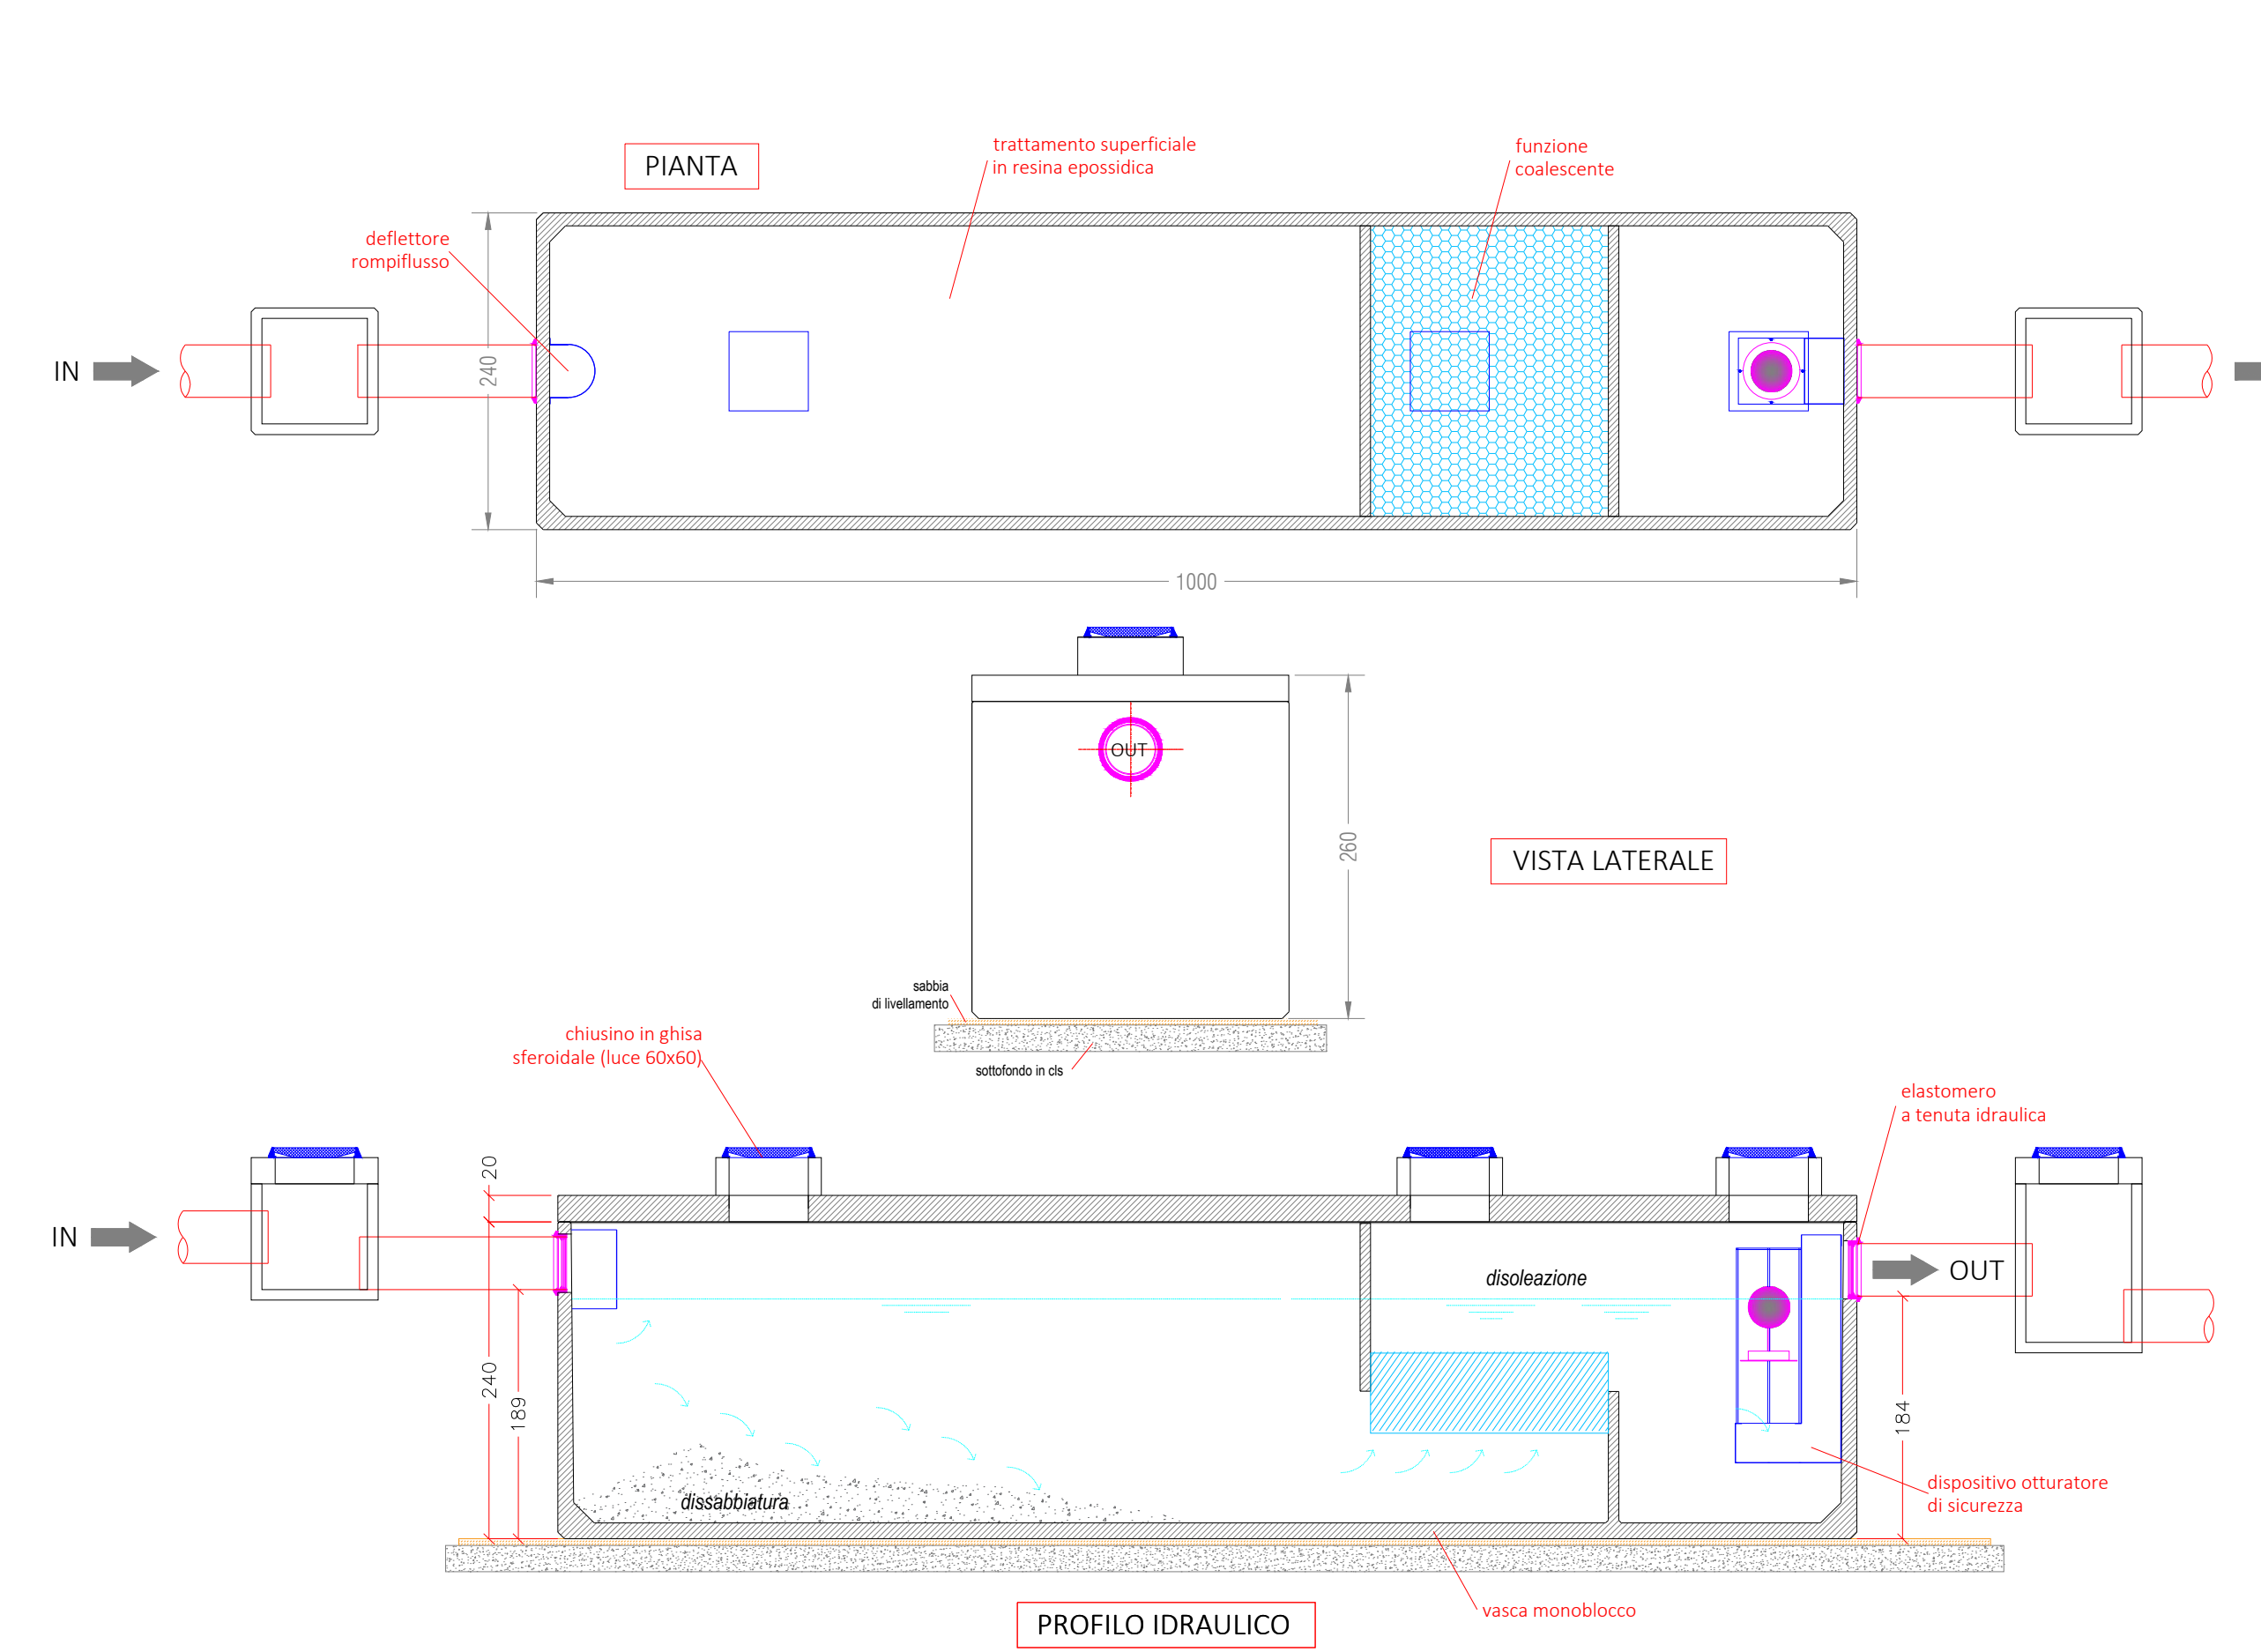 PIANTA
trattamento superficiale
in resina epossidica
funzione
coalescente
deflettore
rompiflusso
IN
240
1000
OUT
260
VISTA LATERALE
sabbia
di livellamento
sottofondo in cls
chiusino in ghisa
sferoidale (luce 60x60)
elastomero
a tenuta idraulica
20
IN
disoleazione
OUT
240
189
184
dissabbiatura
dispositivo otturatore
di sicurezza
vasca monoblocco
PROFILO IDRAULICO